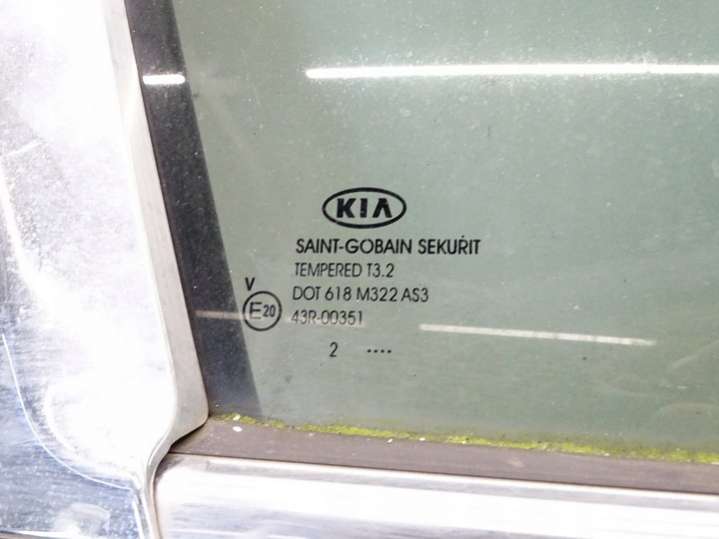 KIA
SAINT-GOBAIN SEKURIT
TEMPERED T3.2
V
DOT 618 M322 AS3
E20
43R-00351
2 ....